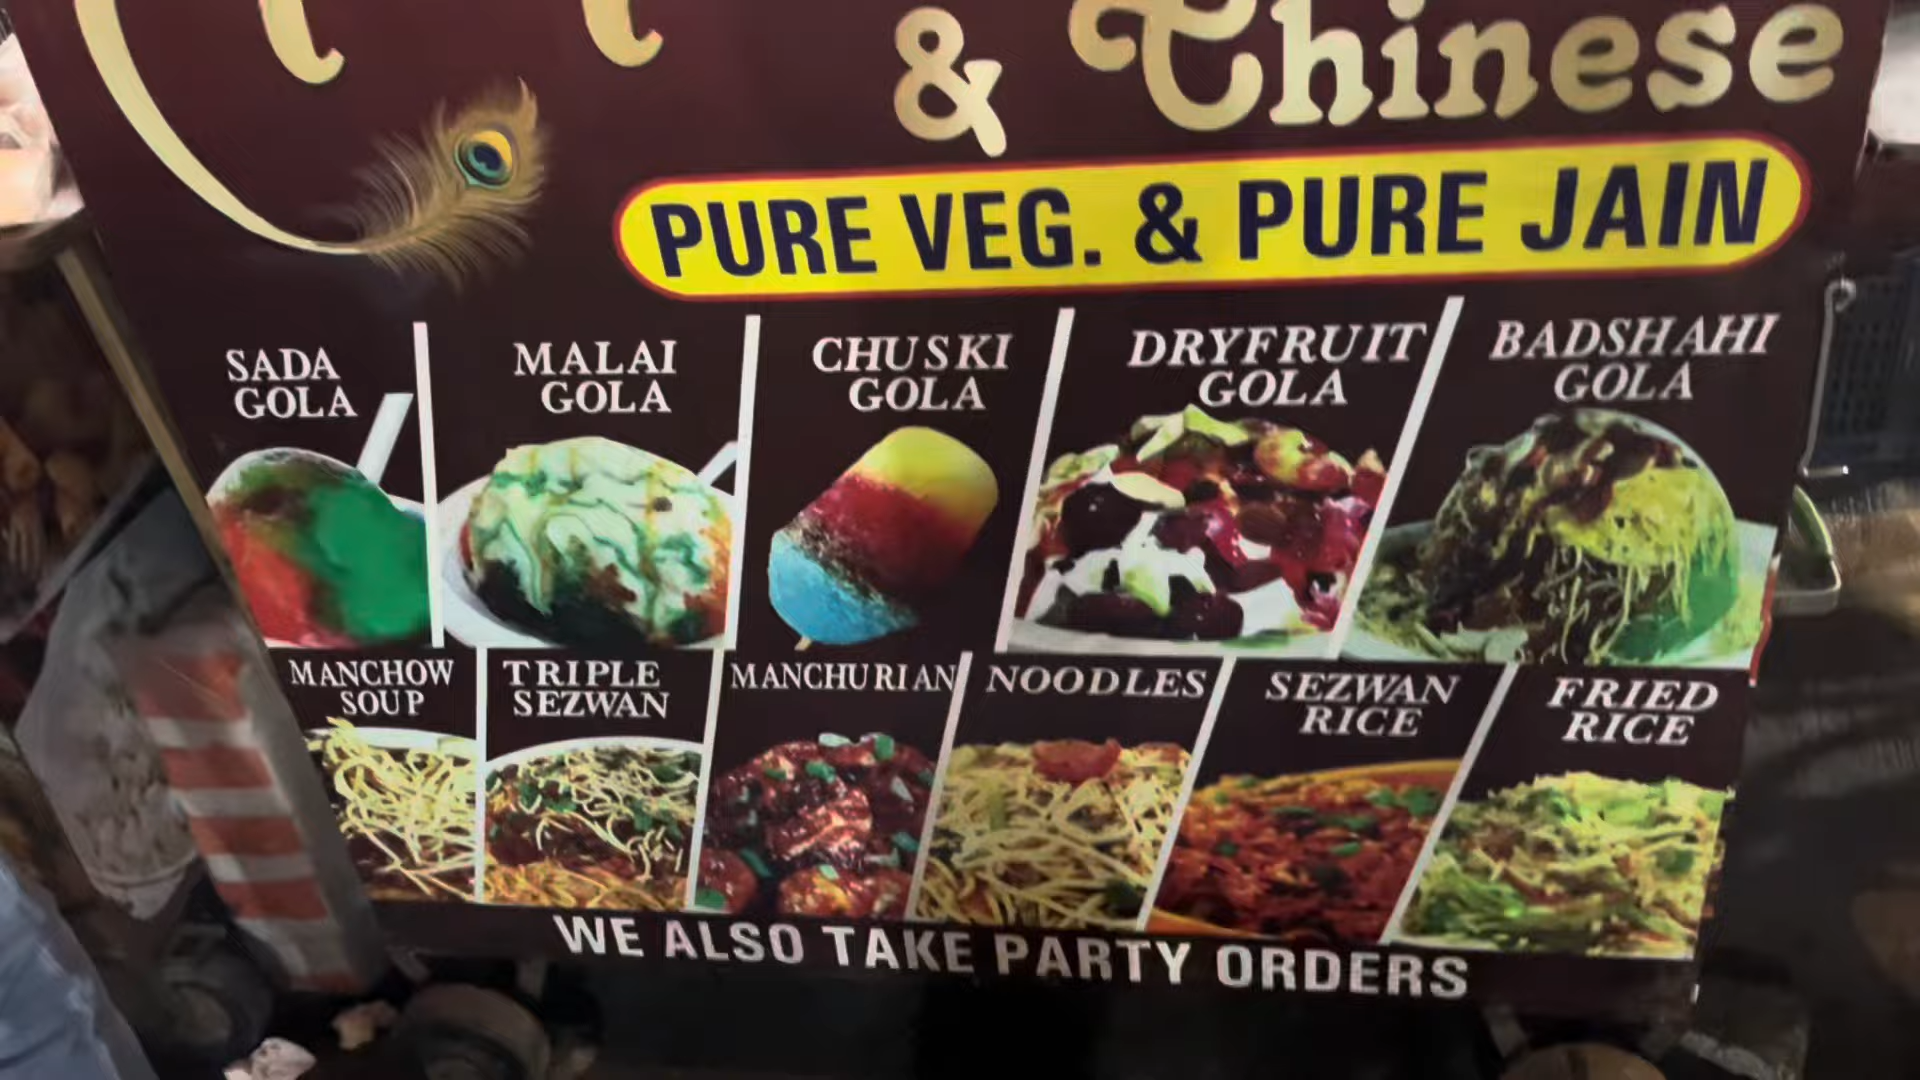 & Chinese
PURE VEG. & PURE JAIN
SADA
GOLA
MALAI
GOLA
CHUSKI
GOLA
DRYFRUIT
GOLA
BADSHAHI
GOLA
MANCHOW
SOUP
TRIPLE
SEZWAN
MANCHURIAN
NOODLES
SEZWAN
RICE
FRIED
RICE
WE ALSO TAKE PARTY ORDERS